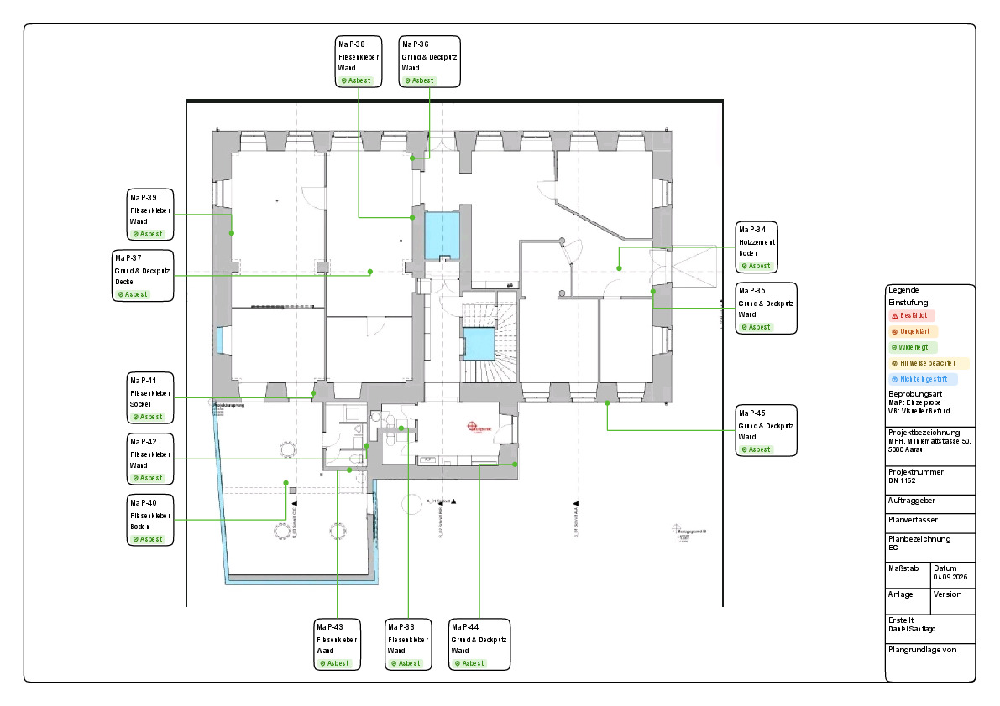 MaP-38
Fliesenkleber
Wand
Asbest
MaP-36
Grund & Deckputz
Wand
Asbest
MaP-39
Fliesenkleber
Wand
Asbest
MaP-37
Grund & Deckputz
Decke
Asbest
MaP-34
Holzzement
Boden
Asbest
MaP-35
Grund & Deckputz
Wand
Asbest
MaP-41
Fliesenkleber
Sockel
Asbest
MaP-42
Fliesenkleber
Wand
Asbest
MaP-40
Fliesenkleber
Boden
Asbest
MaP-45
Grund & Deckputz
Wand
Asbest
MaP-43
Fliesenkleber
Wand
Asbest
MaP-33
Fliesenkleber
Wand
Asbest
MaP-44
Grund & Deckputz
Wand
Asbest
Projektursprung
Legende
Einstufung
Bestätigt
Ungeklärt
Widerlegt
Hinweise beachten
Nicht eingestuft
Beprobungsart
MaP: Einzelprobe
VB: Visueller Befund
Projektbezeichnung
MFH. Mühlemattstrasse 50,
5000 Aarau
Projektnummer
DN 1162
Auftraggeber
Planverfasser
Planbezeichnung
EG
Maßstab
Datum
04.09.2026
Anlage
Version
Erstellt
Daniel Santiago
Plangrundlage von